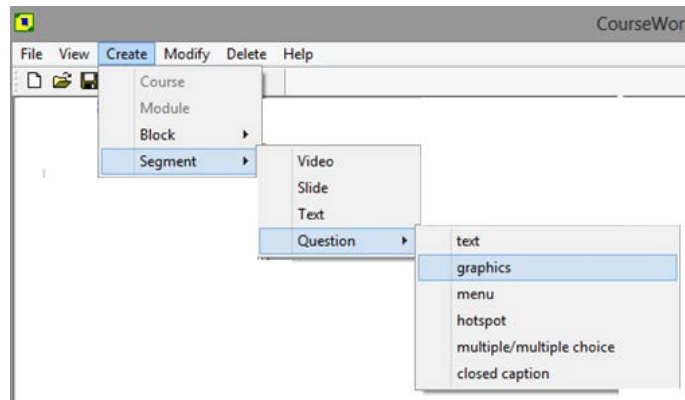 CourseWor
File View Create Modify Delete Help
Course
Module
Block
Segment
Video
Slide
Text
Question
text
graphics
menu
hotspot
multiple/multiple choice
closed caption